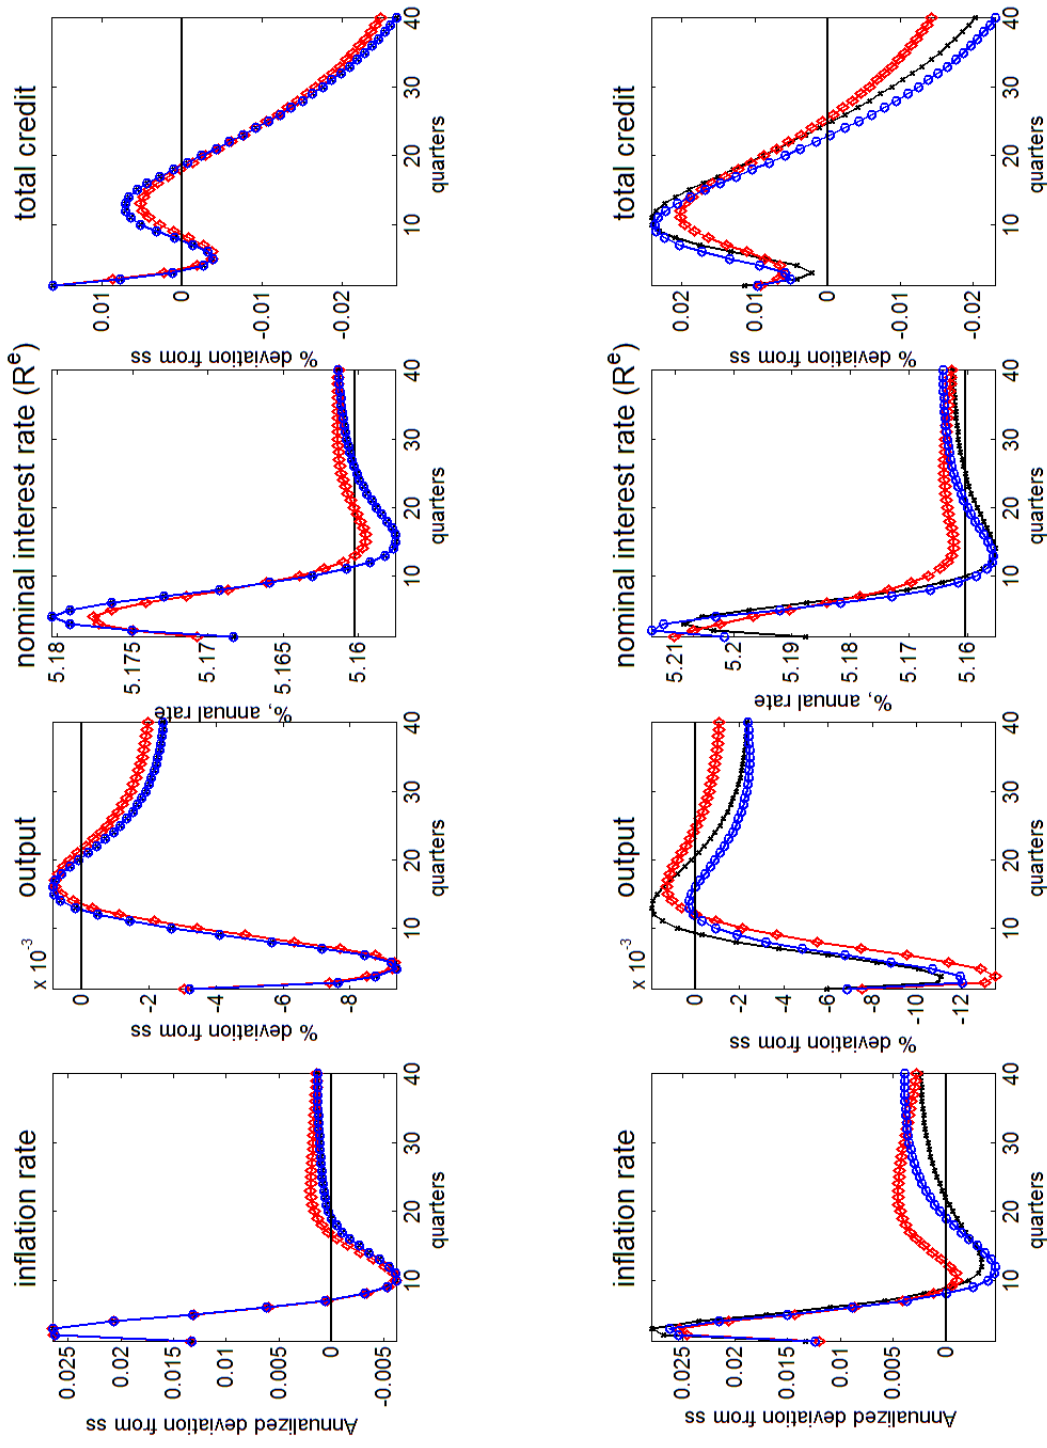 inflation rate
Annualized deviation from ss
0.025
0.02
0.015
0.01
0.005
0
-0.005
10 20 30 40
quarters
output
x 10⁻³
% deviation from ss
0
-2
-4
-6
-8
10 20 30 40
quarters
nominal interest rate (Rᵉ)
%, annual rate
5.18
5.175
5.17
5.165
5.16
10 20 30 40
quarters
total credit
% deviation from ss
0.01
0
-0.01
-0.02
10 20 30 40
quarters
inflation rate
Annualized deviation from ss
0.025
0.02
0.015
0.01
0.005
0
10 20 30 40
quarters
output
x 10⁻³
% deviation from ss
0
-2
-4
-6
-8
-10
-12
10 20 30 40
quarters
nominal interest rate (Rᵉ)
%, annual rate
5.21
5.2
5.19
5.18
5.17
5.16
10 20 30 40
quarters
total credit
% deviation from ss
0.02
0.01
0
-0.01
-0.02
10 20 30 40
quarters